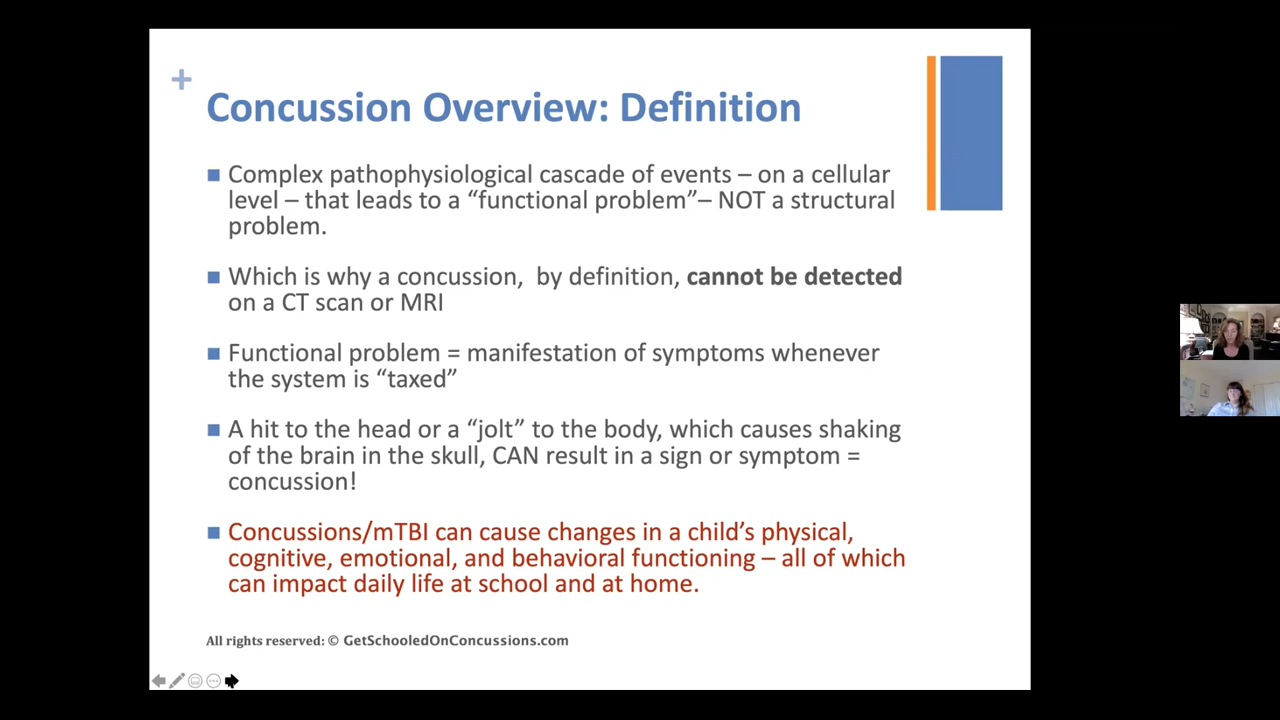 +
Concussion Overview: Definition
■ Complex pathophysiological cascade of events – on a cellular
level – that leads to a “functional problem”– NOT a structural
problem.
■ Which is why a concussion,  by definition, cannot be detected
on a CT scan or MRI
■ Functional problem = manifestation of symptoms whenever
the system is “taxed”
■ A hit to the head or a “jolt” to the body, which causes shaking
of the brain in the skull, CAN result in a sign or symptom =
concussion!
■ Concussions/mTBI can cause changes in a child’s physical,
cognitive, emotional, and behavioral functioning – all of which
can impact daily life at school and at home.
All rights reserved: © GetSchooledOnConcussions.com